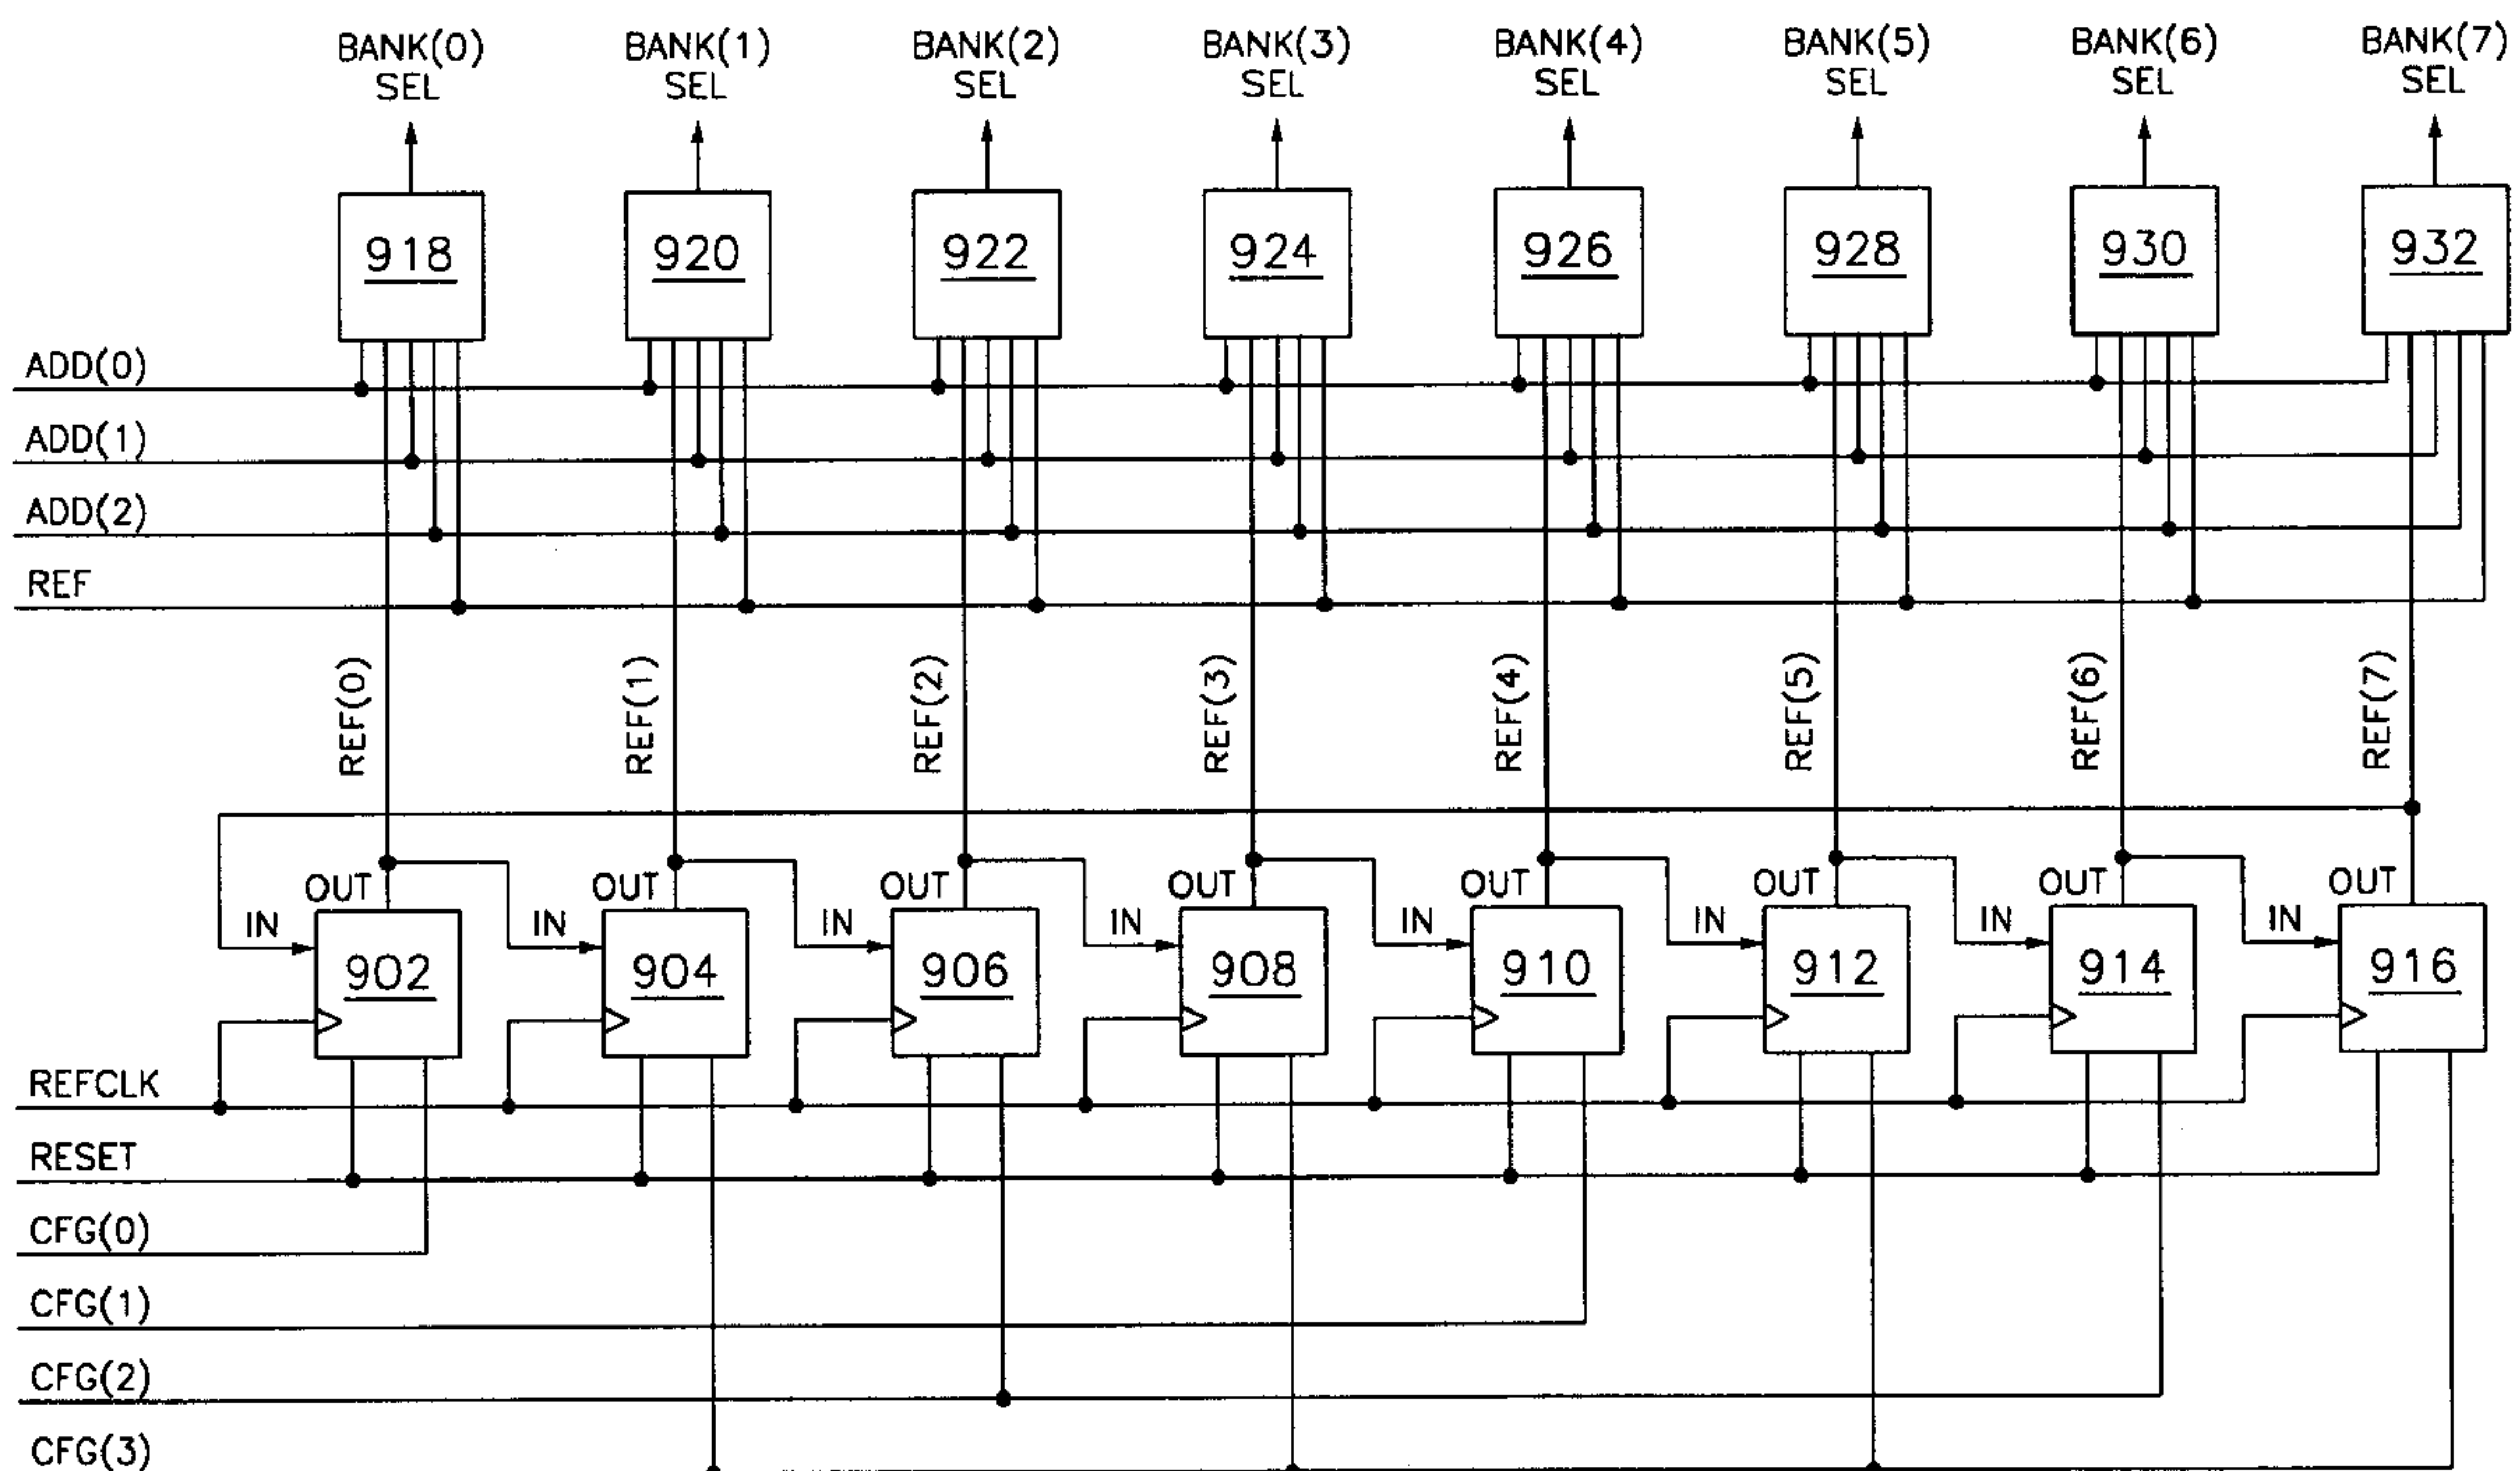 BANK(0) BANK(1) BANK(2) BANK(3) BANK(4) BANK(5) BANK(6) BANK(7)
SEL SEL SEL SEL SEL SEL SEL SEL
918 920 922 924 926 928 930 932
ADD(0)
ADD(1)
ADD(2)
REF
REF(0) REF(1) REF(2) REF(3) REF(4) REF(5) REF(6) REF(7)
OUT OUT OUT OUT OUT OUT OUT OUT
IN IN IN IN IN IN IN IN
902 904 906 908 910 912 914 916
REFCLK
RESET
CFG(0)
CFG(1)
CFG(2)
CFG(3)